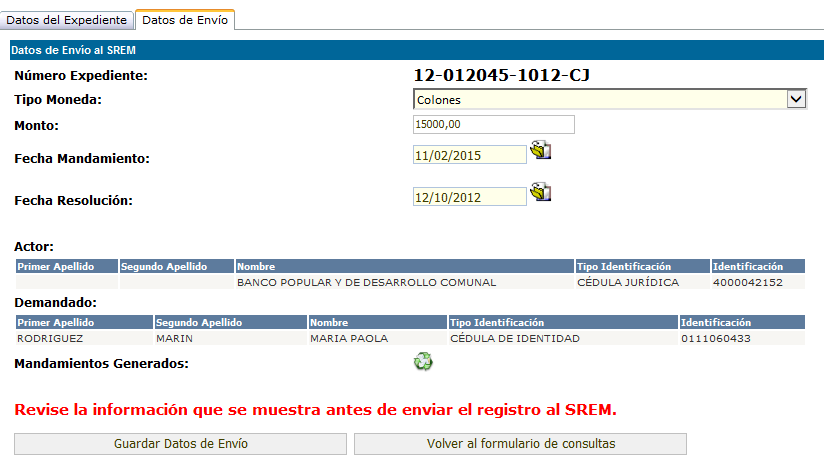 Datos del Expediente Datos de Envío
Datos de Envío al SREM
Número Expediente: 12-012045-1012-CJ
Tipo Moneda: Colones
Monto: 15000,00
Fecha Mandamiento: 11/02/2015
Fecha Resolución: 12/10/2012
Actor:
Primer Apellido Segundo Apellido Nombre Tipo Identificación Identificación
BANCO POPULAR Y DE DESARROLLO COMUNAL CÉDULA JURÍDICA 4000042152
Demandado:
Primer Apellido Segundo Apellido Nombre Tipo Identificación Identificación
RODRIGUEZ MARIN MARIA PAOLA CÉDULA DE IDENTIDAD 0111060433
Mandamientos Generados:
Revise la información que se muestra antes de enviar el registro al SREM.
Guardar Datos de Envío Volver al formulario de consultas